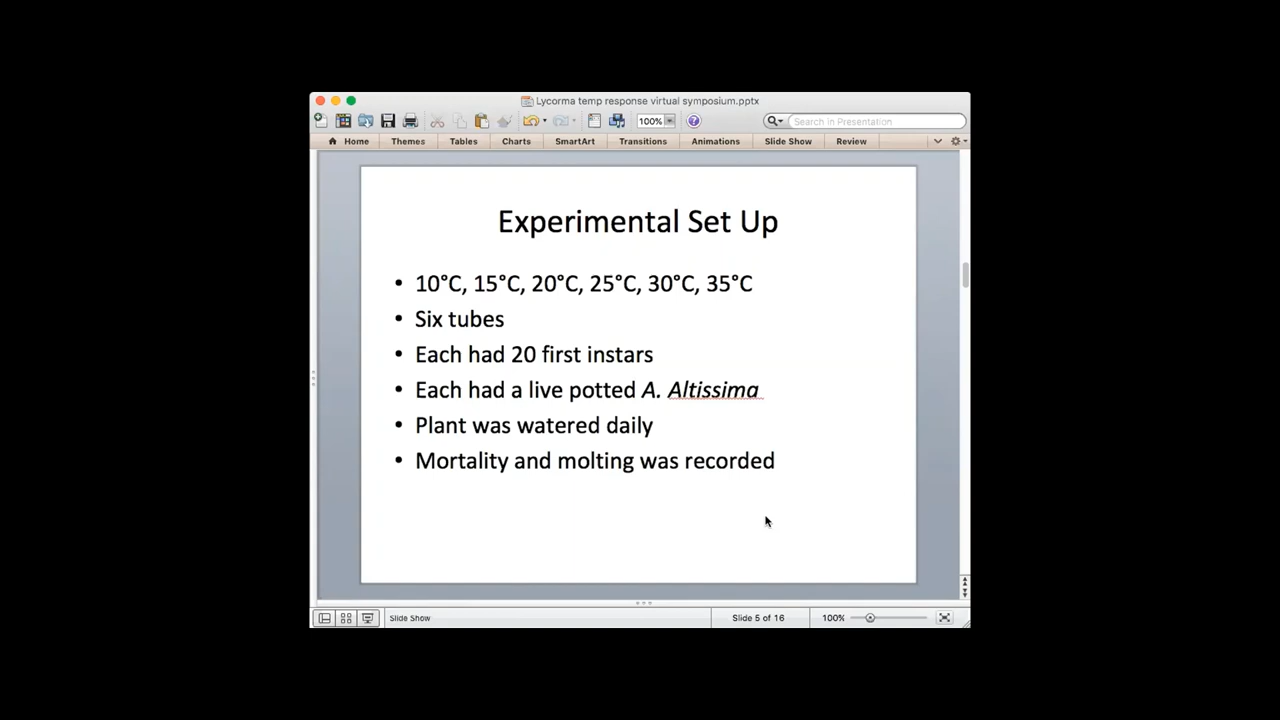 Lycorma temp response virtual symposium.pptx
100%
Search in Presentation
Home Themes Tables Charts SmartArt Transitions Animations Slide Show Review
Experimental Set Up
• 10°C, 15°C, 20°C, 25°C, 30°C, 35°C
• Six tubes
• Each had 20 first instars
• Each had a live potted A. Altissima
• Plant was watered daily
• Mortality and molting was recorded
Slide Show Slide 5 of 16 100%